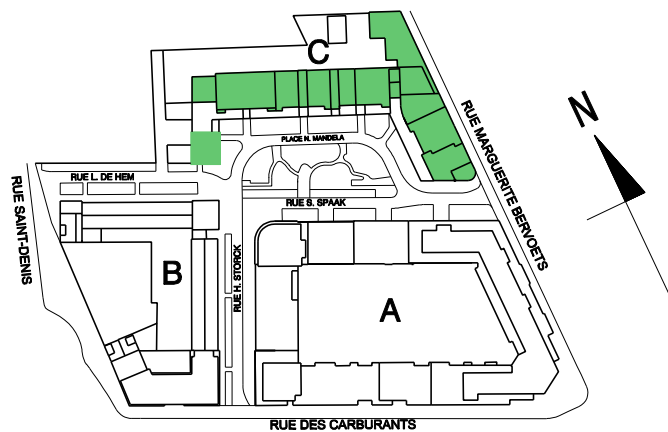 C
N
RUE MARGUERITE BERVOETS
PLACE N. MANDELA
RUE L. DE HEM
RUE SAINT-DENIS
RUE S. SPAAK
B
RUE H. STORCK
A
RUE DES CARBURANTS